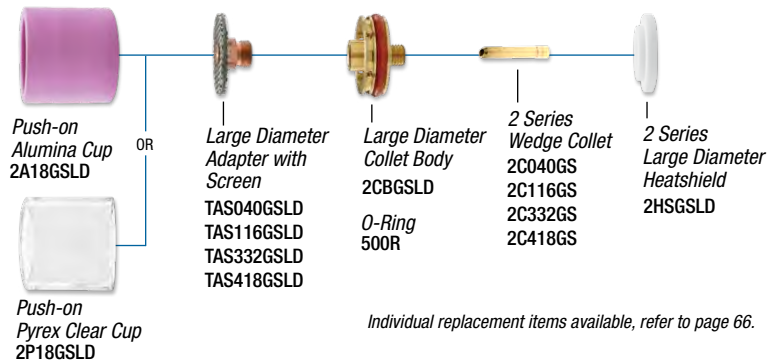 Push-on
Alumina Cup
2A18GSLD
OR
Push-on
Pyrex Clear Cup
2P18GSLD
Large Diameter
Adapter with
Screen
TAS040GSLD
TAS116GSLD
TAS332GSLD
TAS418GSLD
Large Diameter
Collet Body
2CBGSLD
O-Ring
500R
2 Series
Wedge Collet
2C040GS
2C116GS
2C332GS
2C418GS
2 Series
Large Diameter
Heatshield
2HSGSLD
Individual replacement items available, refer to page 66.